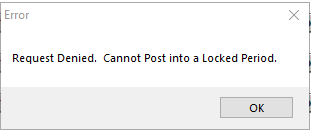 Error
Request Denied.  Cannot Post into a Locked Period.
OK